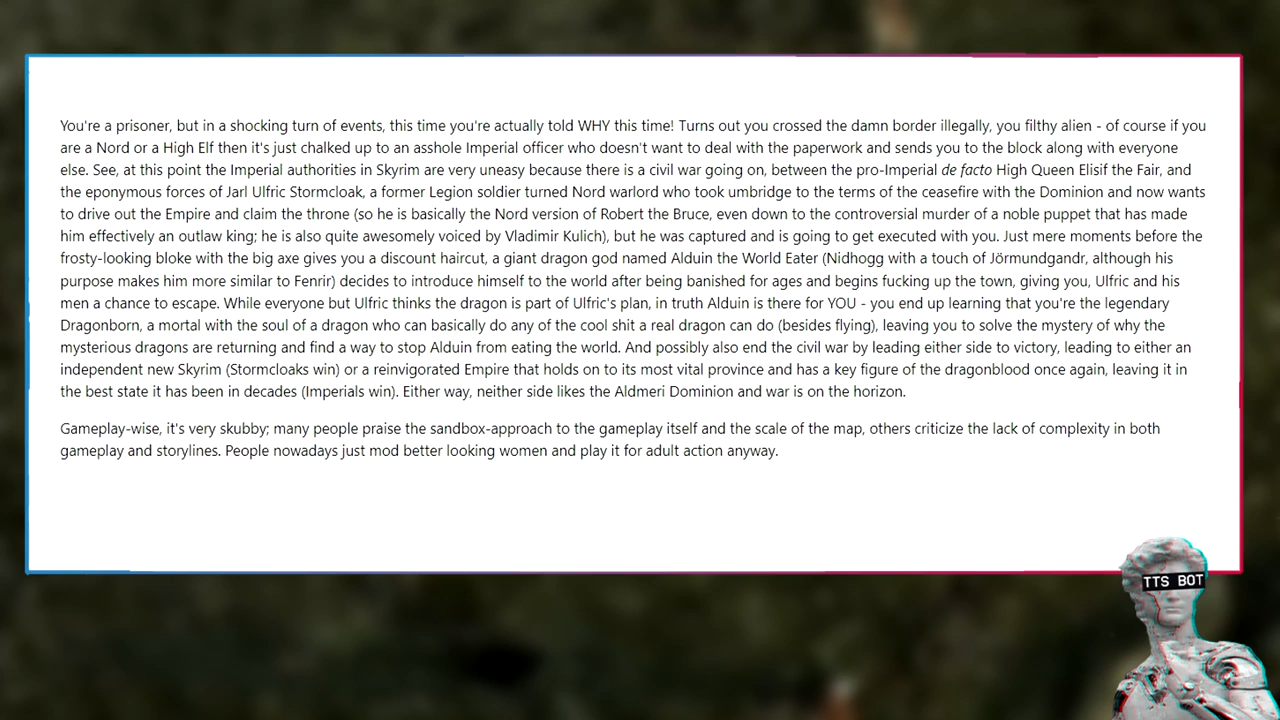 You're a prisoner, but in a shocking turn of events, this time you're actually told WHY this time! Turns out you crossed the damn border illegally, you filthy alien - of course if you
are a Nord or a High Elf then it's just chalked up to an asshole Imperial officer who doesn't want to deal with the paperwork and sends you to the block along with everyone
else. See, at this point the Imperial authorities in Skyrim are very uneasy because there is a civil war going on, between the pro-Imperial de facto High Queen Elisif the Fair, and
the eponymous forces of Jarl Ulfric Stormcloak, a former Legion soldier turned Nord warlord who took umbridge to the terms of the ceasefire with the Dominion and now wants
to drive out the Empire and claim the throne (so he is basically the Nord version of Robert the Bruce, even down to the controversial murder of a noble puppet that has made
him effectively an outlaw king; he is also quite awesomely voiced by Vladimir Kulich), but he was captured and is going to get executed with you. Just mere moments before the
frosty-looking bloke with the big axe gives you a discount haircut, a giant dragon god named Alduin the World Eater (Nidhogg with a touch of Jörmundgandr, although his
purpose makes him more similar to Fenrir) decides to introduce himself to the world after being banished for ages and begins fucking up the town, giving you, Ulfric and his
men a chance to escape. While everyone but Ulfric thinks the dragon is part of Ulfric's plan, in truth Alduin is there for YOU - you end up learning that you're the legendary
Dragonborn, a mortal with the soul of a dragon who can basically do any of the cool shit a real dragon can do (besides flying), leaving you to solve the mystery of why the
mysterious dragons are returning and find a way to stop Alduin from eating the world. And possibly also end the civil war by leading either side to victory, leading to either an
independent new Skyrim (Stormcloaks win) or a reinvigorated Empire that holds on to its most vital province and has a key figure of the dragonblood once again, leaving it in
the best state it has been in decades (Imperials win). Either way, neither side likes the Aldmeri Dominion and war is on the horizon.
Gameplay-wise, it's very skubby; many people praise the sandbox-approach to the gameplay itself and the scale of the map, others criticize the lack of complexity in both
gameplay and storylines. People nowadays just mod better looking women and play it for adult action anyway.
TTS BOT